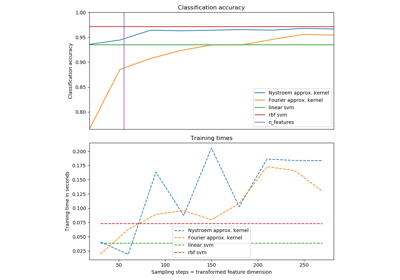 Classification accuracy
1.00
0.95
0.90
0.85
0.80
Classification accuracy
Nystroem approx. kernel
Fourier approx. kernel
linear svm
rbf svm
n_features
Training times
0.200
0.175
0.150
0.125
0.100
0.075
0.050
0.025
Training time in seconds
Nystroem approx. kernel
Fourier approx. kernel
linear svm
rbf svm
50 100 150 200 250
Sampling steps = transformed feature dimension